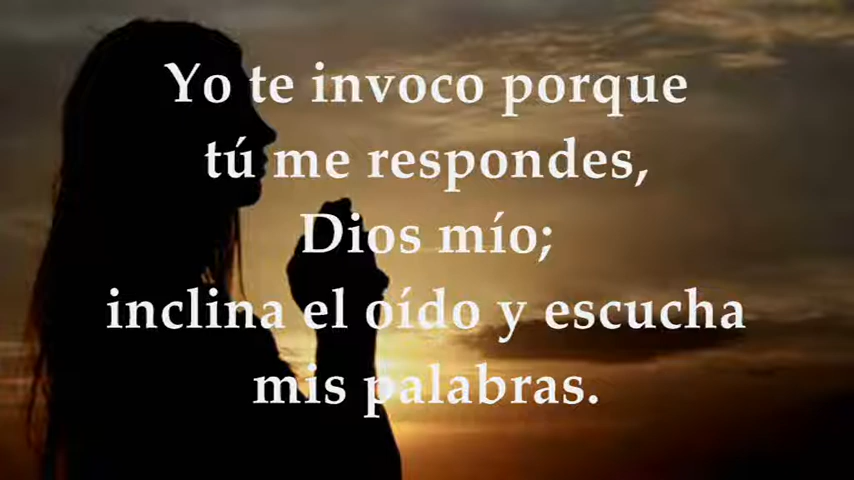 Yo te invoco porque
tú me respondes,
Dios mío;
inclina el oído y escucha
mis palabras.